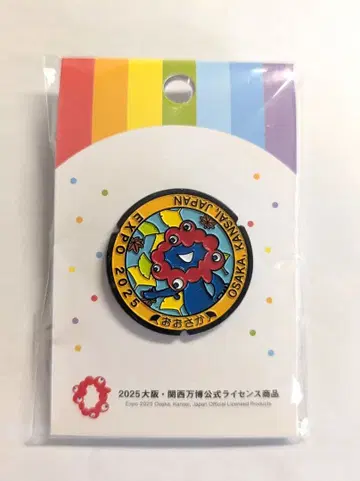 EXPO 2025
OSAKA, KANSAI, JAPAN
おおさか
2025大阪・関西万博公式ライセンス商品
Expo 2025 Osaka, Kansai, Japan Official Licensed Products